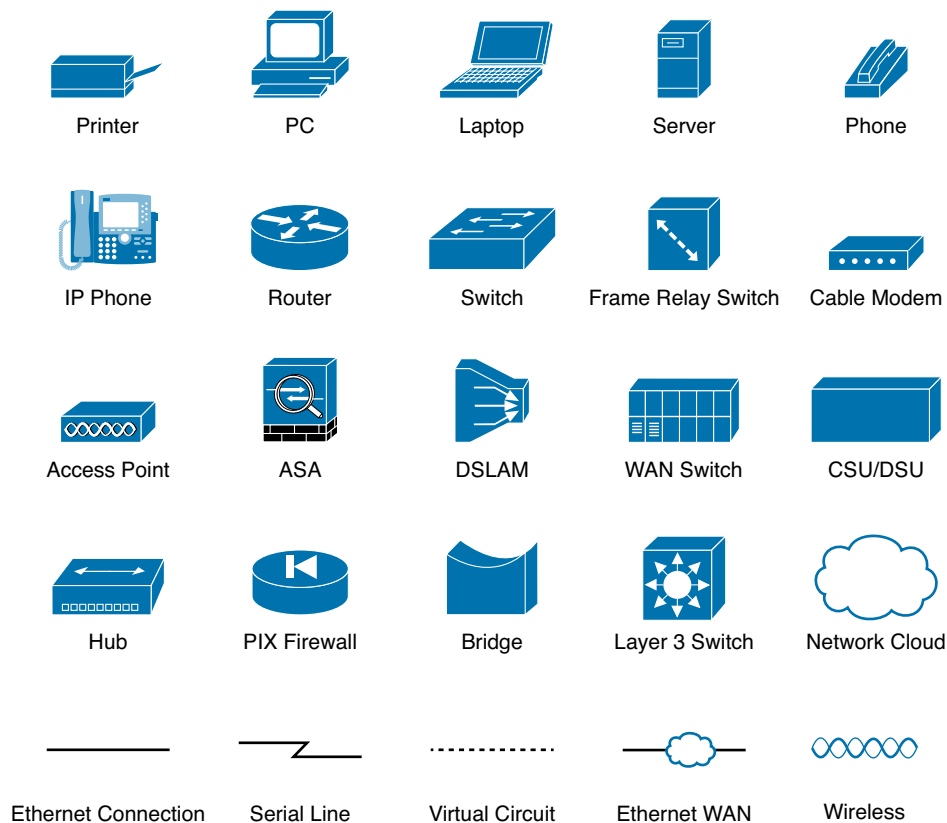 Printer
PC
Laptop
Server
Phone
IP Phone
Router
Switch
Frame Relay Switch
Cable Modem
Access Point
ASA
DSLAM
WAN Switch
CSU/DSU
Hub
PIX Firewall
Bridge
Layer 3 Switch
Network Cloud
Ethernet Connection
Serial Line
Virtual Circuit
Ethernet WAN
Wireless